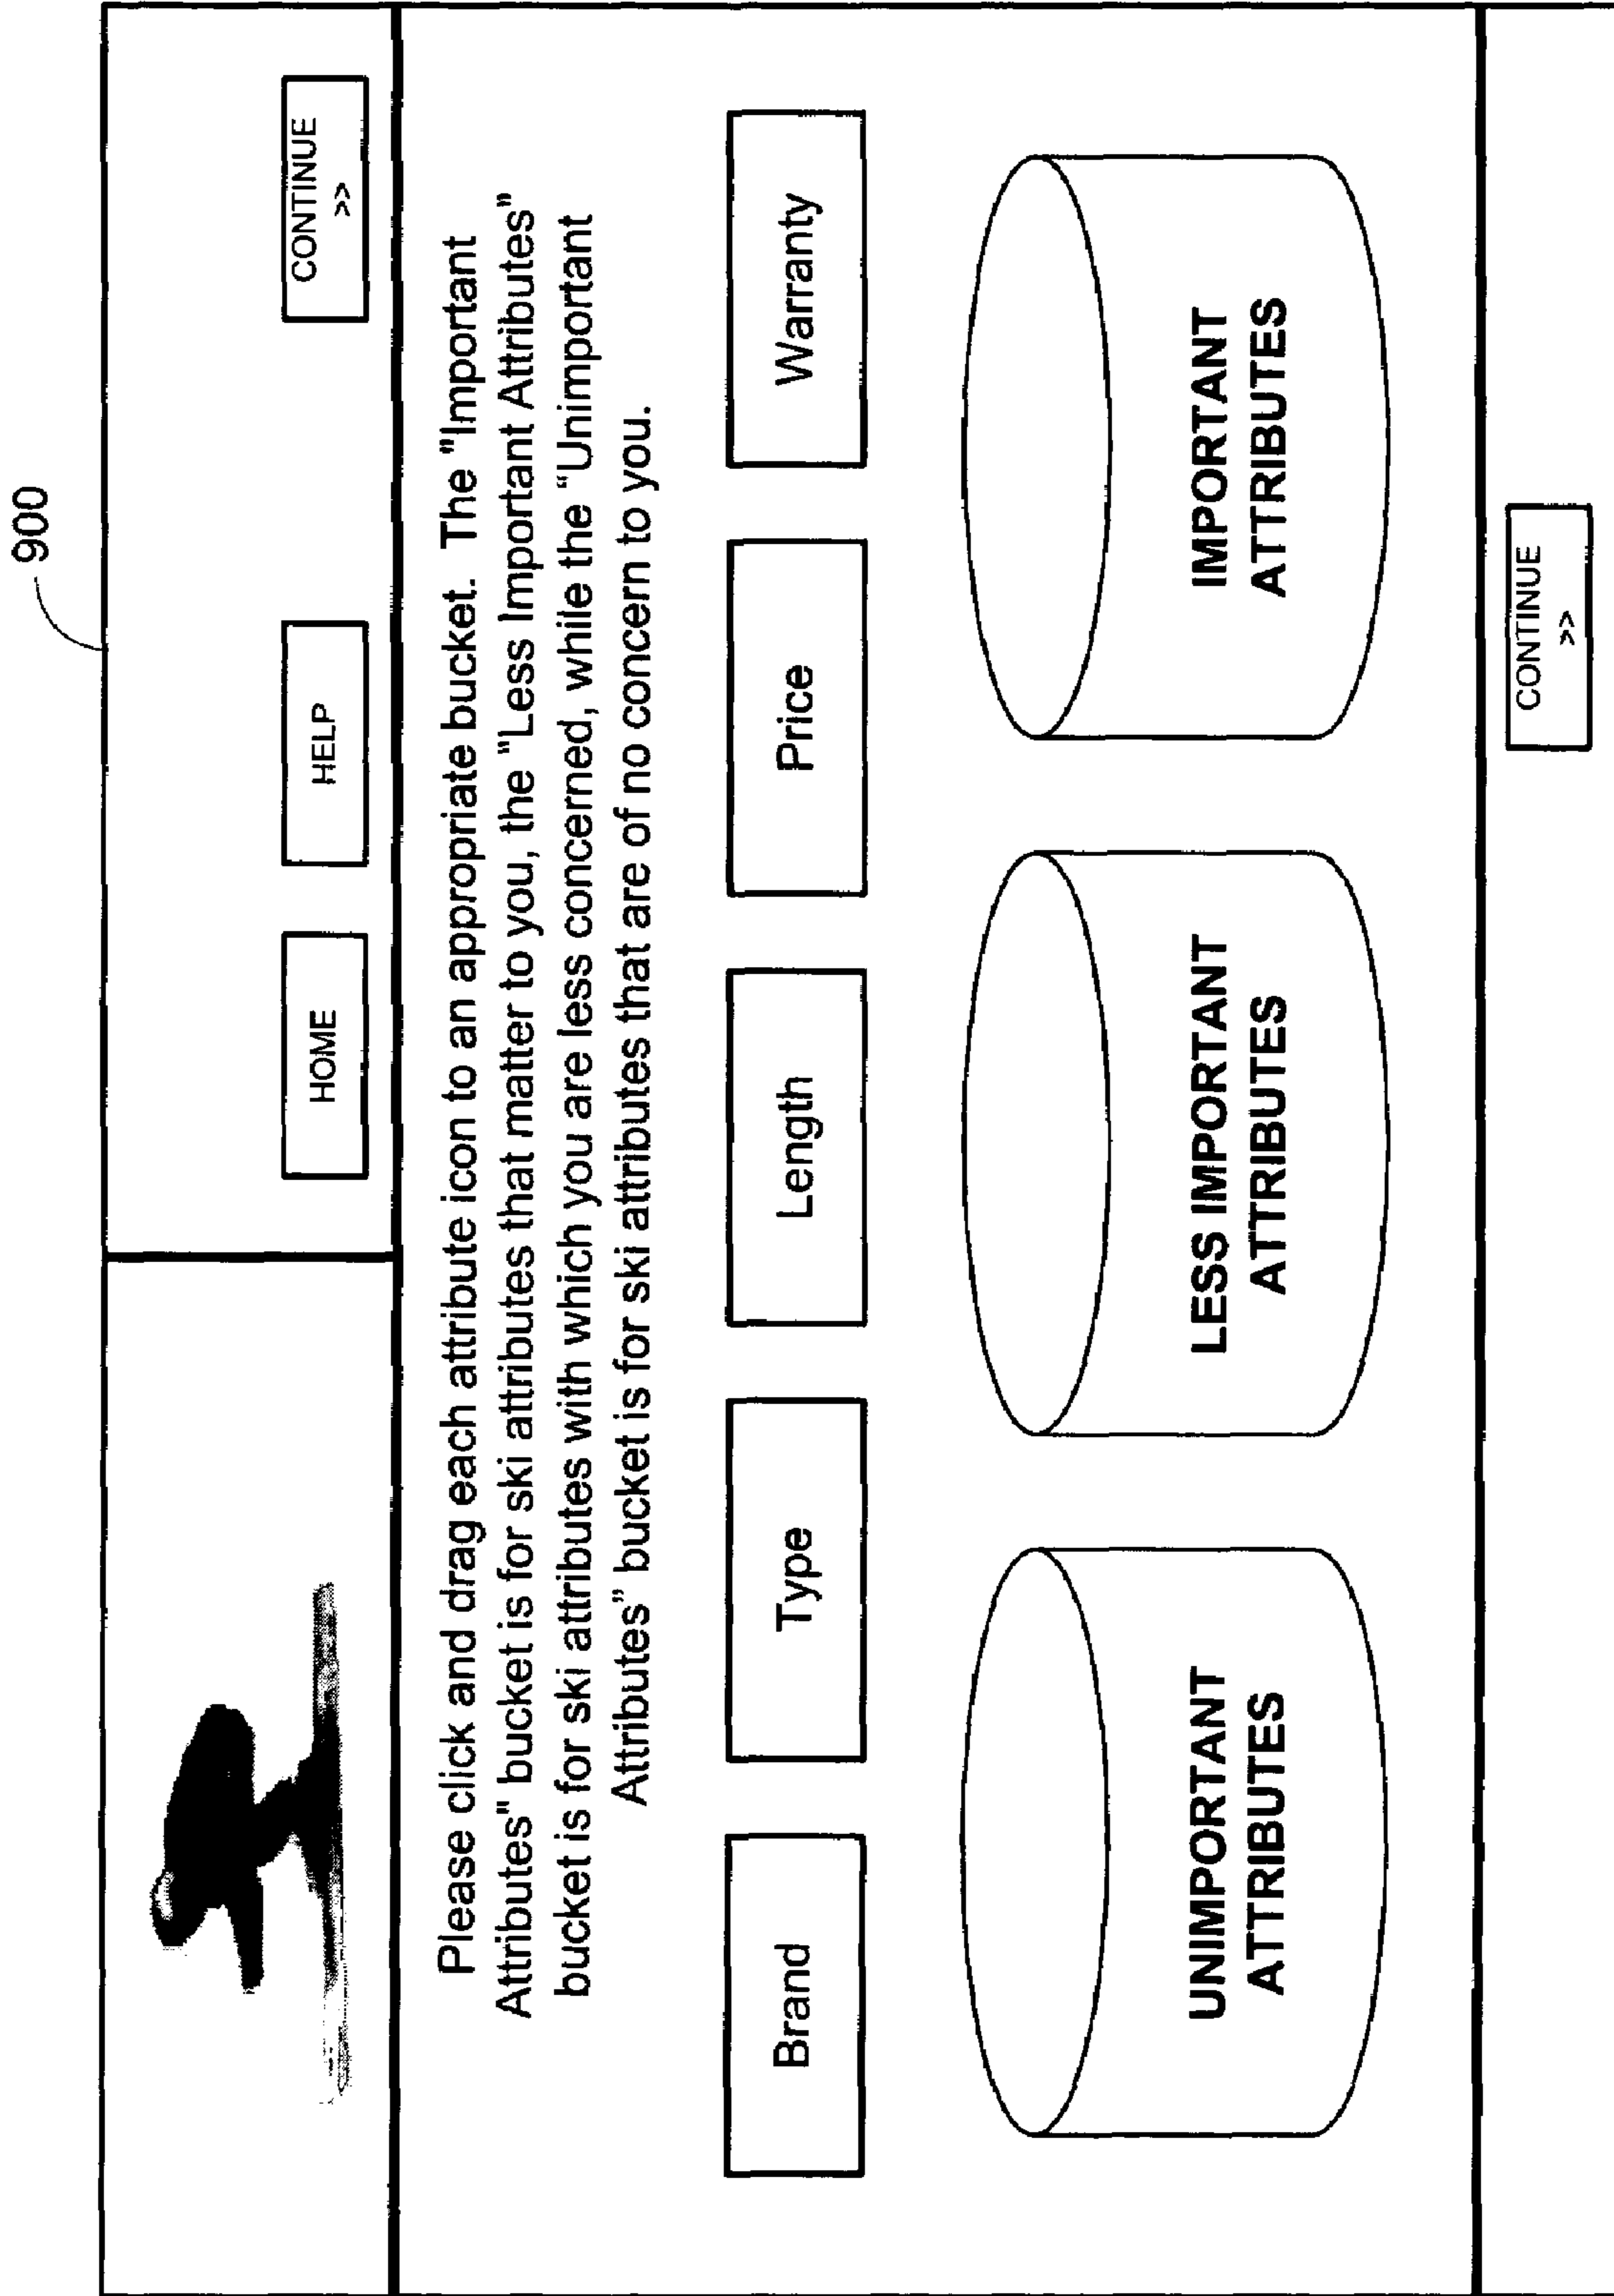 900
HOME
HELP
CONTINUE
>>
Please click and drag each attribute icon to an appropriate bucket. The "Important
Attributes" bucket is for ski attributes that matter to you, the "Less Important Attributes"
bucket is for ski attributes with which you are less concerned, while the "Unimportant
Attributes" bucket is for ski attributes that are of no concern to you.
Brand
Type
Length
Price
Warranty
UNIMPORTANT
ATTRIBUTES
LESS IMPORTANT
ATTRIBUTES
IMPORTANT
ATTRIBUTES
CONTINUE
>>